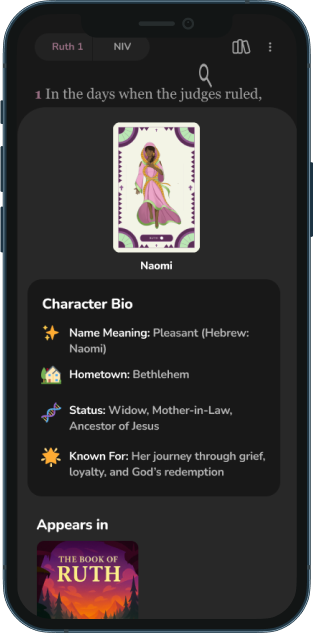 Ruth 1 NIV
1 In the days when the judges ruled,
Naomi
Character Bio
Name Meaning: Pleasant (Hebrew:
Naomi)
Hometown: Bethlehem
Status: Widow, Mother-in-Law,
Ancestor of Jesus
Known For: Her journey through grief,
loyalty, and God's redemption
Appears in
THE BOOK OF
RUTH